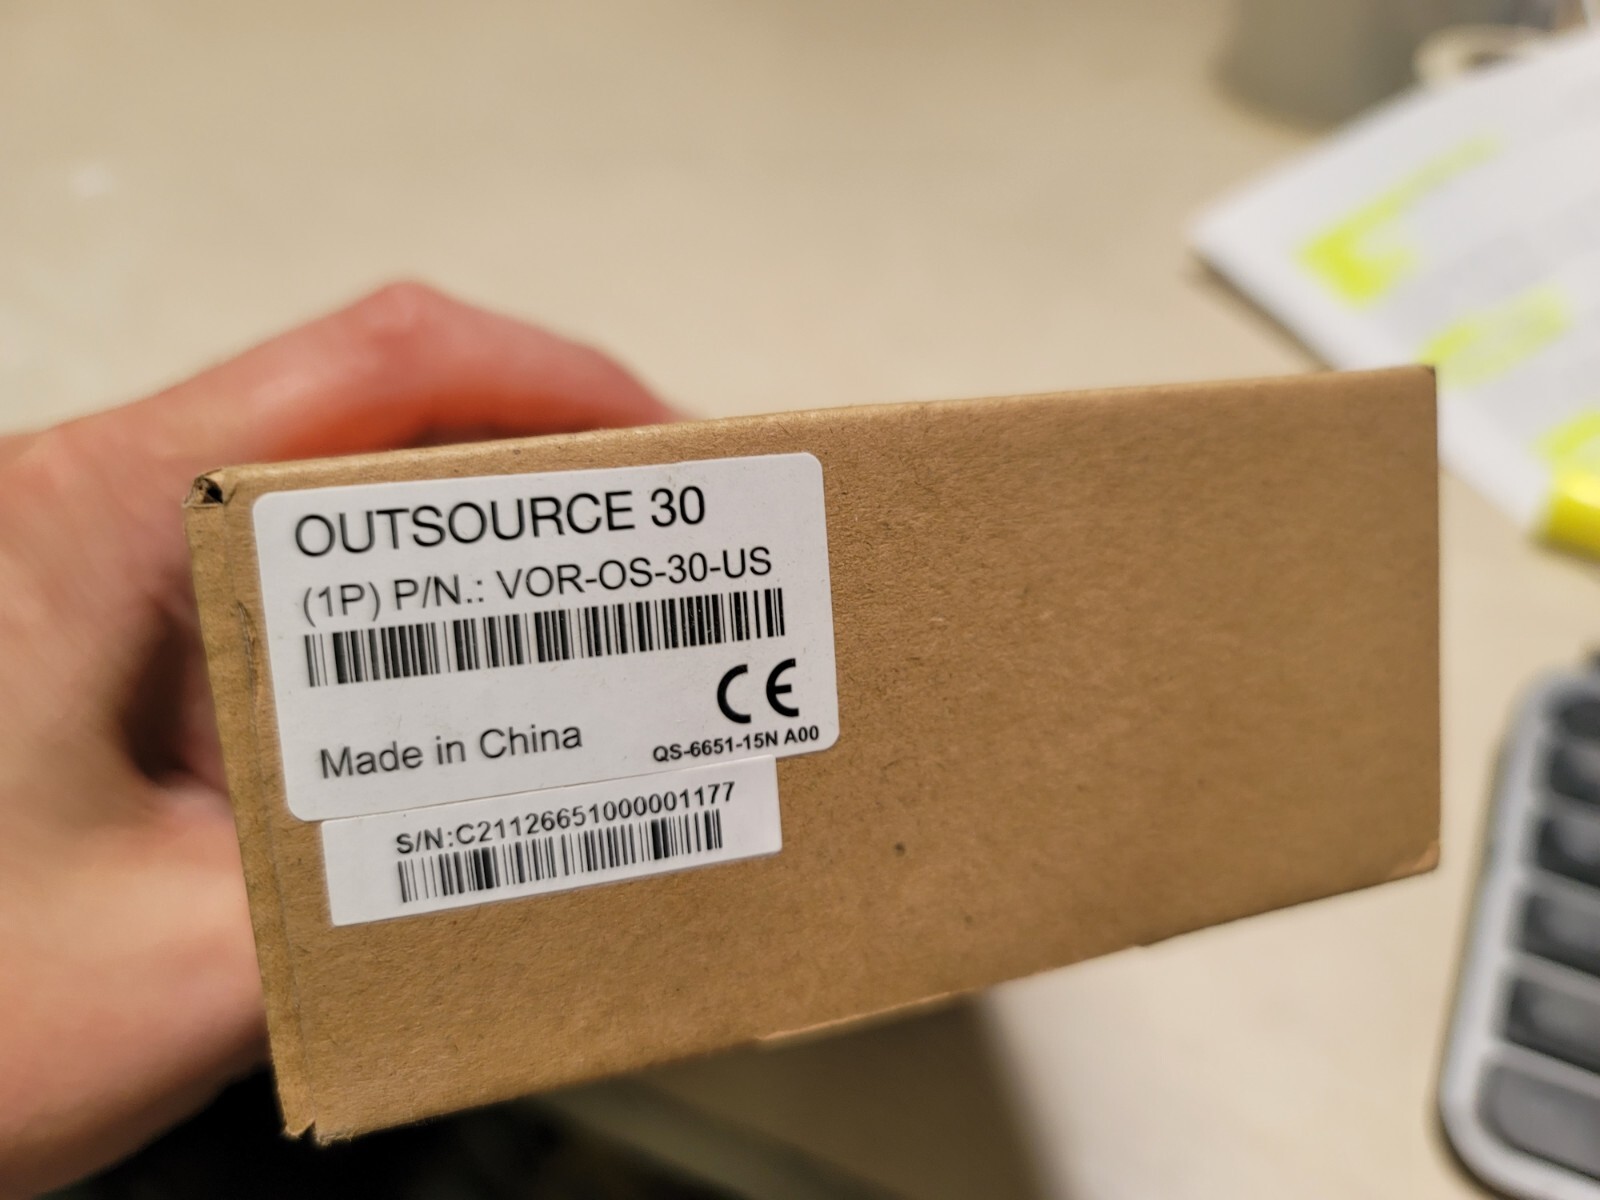 OUTSOURCE 30
(1P) P/N.: VOR-OS-30-US
CE
Made in China
QS-6651-15N A00
S/N:C21126651000001177